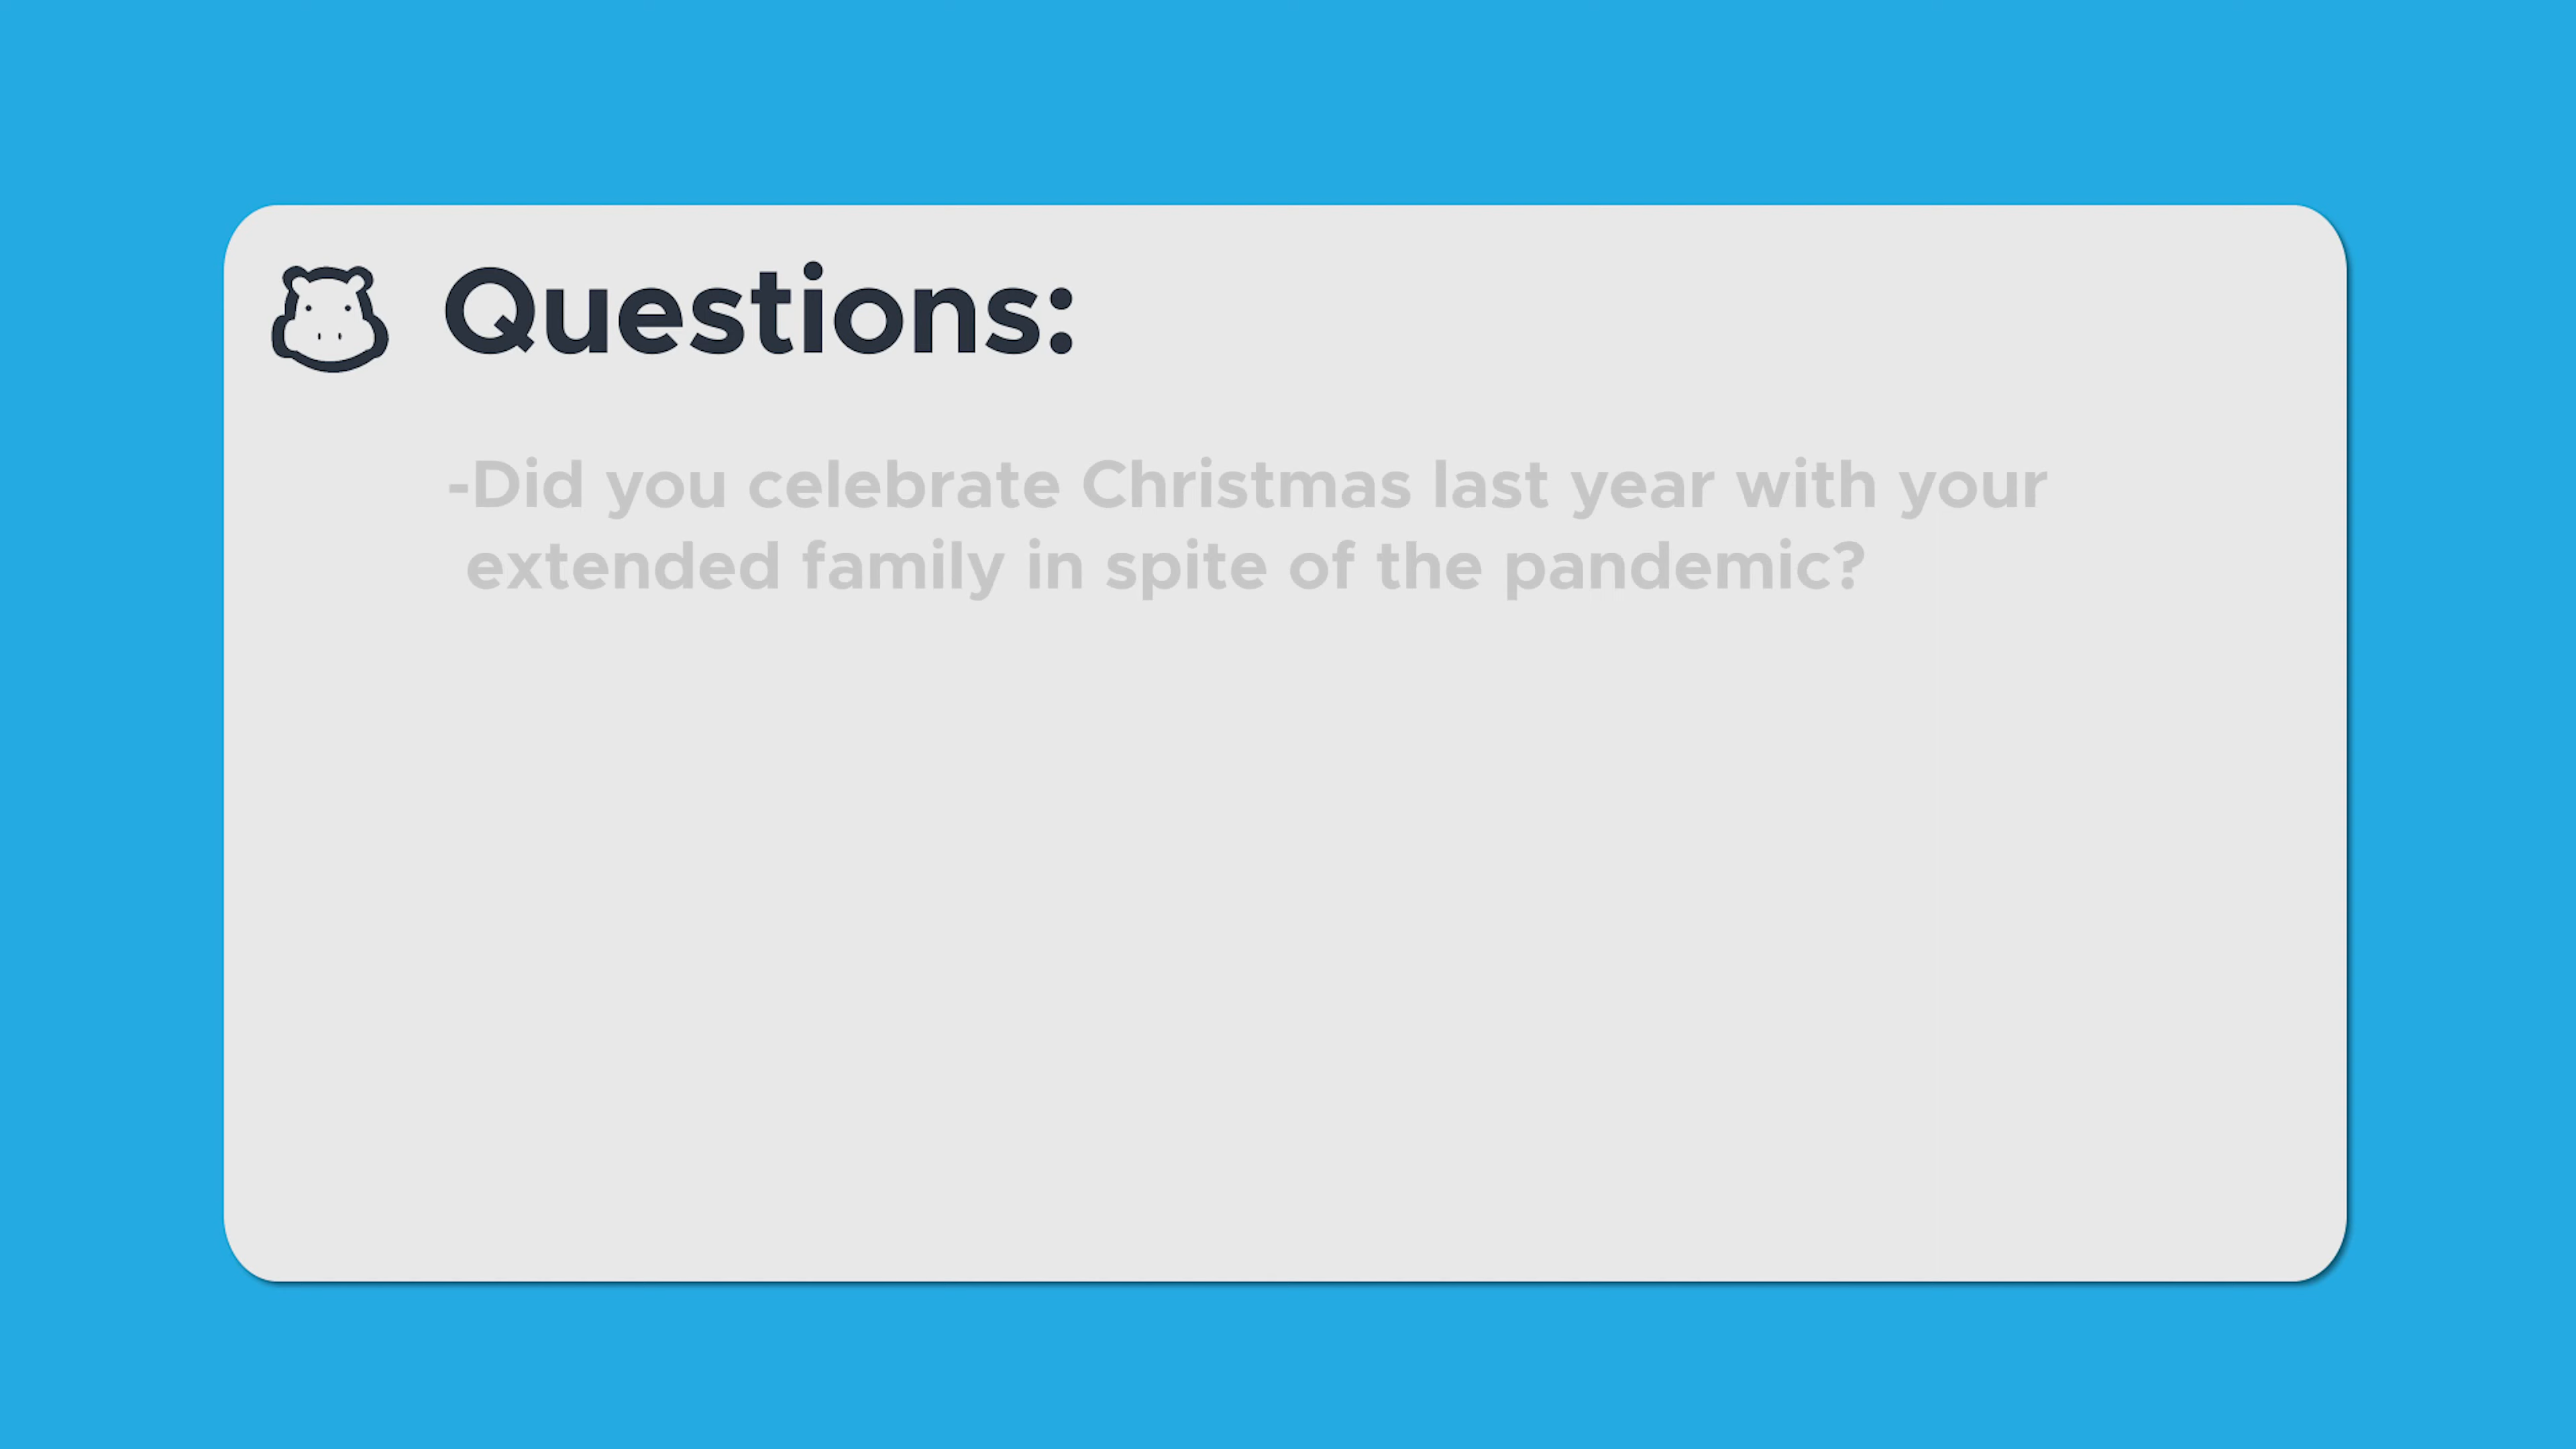 Questions:
-Did you celebrate Christmas last year with your
extended family in spite of the pandemic?